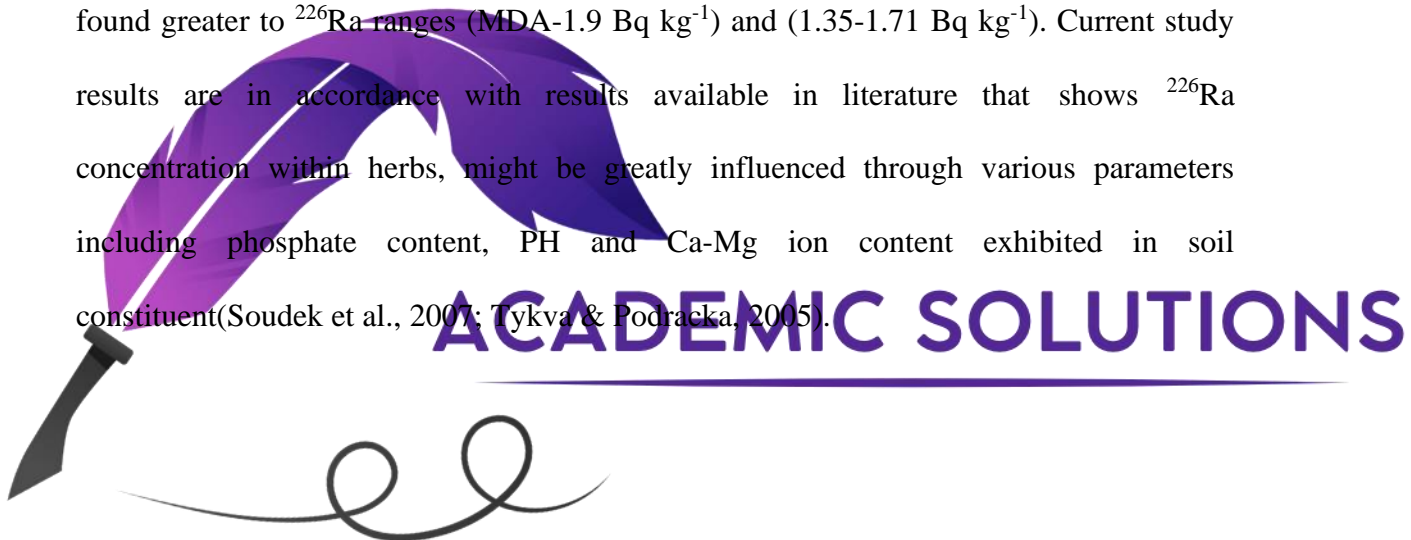 found greater to ²²⁶Ra ranges (MDA-1.9 Bq kg⁻¹) and (1.35-1.71 Bq kg⁻¹). Current study
results are in accordance with results available in literature that shows ²²⁶Ra
concentration within herbs, might be greatly influenced through various parameters
including phosphate content, PH and Ca-Mg ion content exhibited in soil
constituent(Soudek et al., 2007; Tykva & Podracka, 2005).
ACADEMIC SOLUTIONS